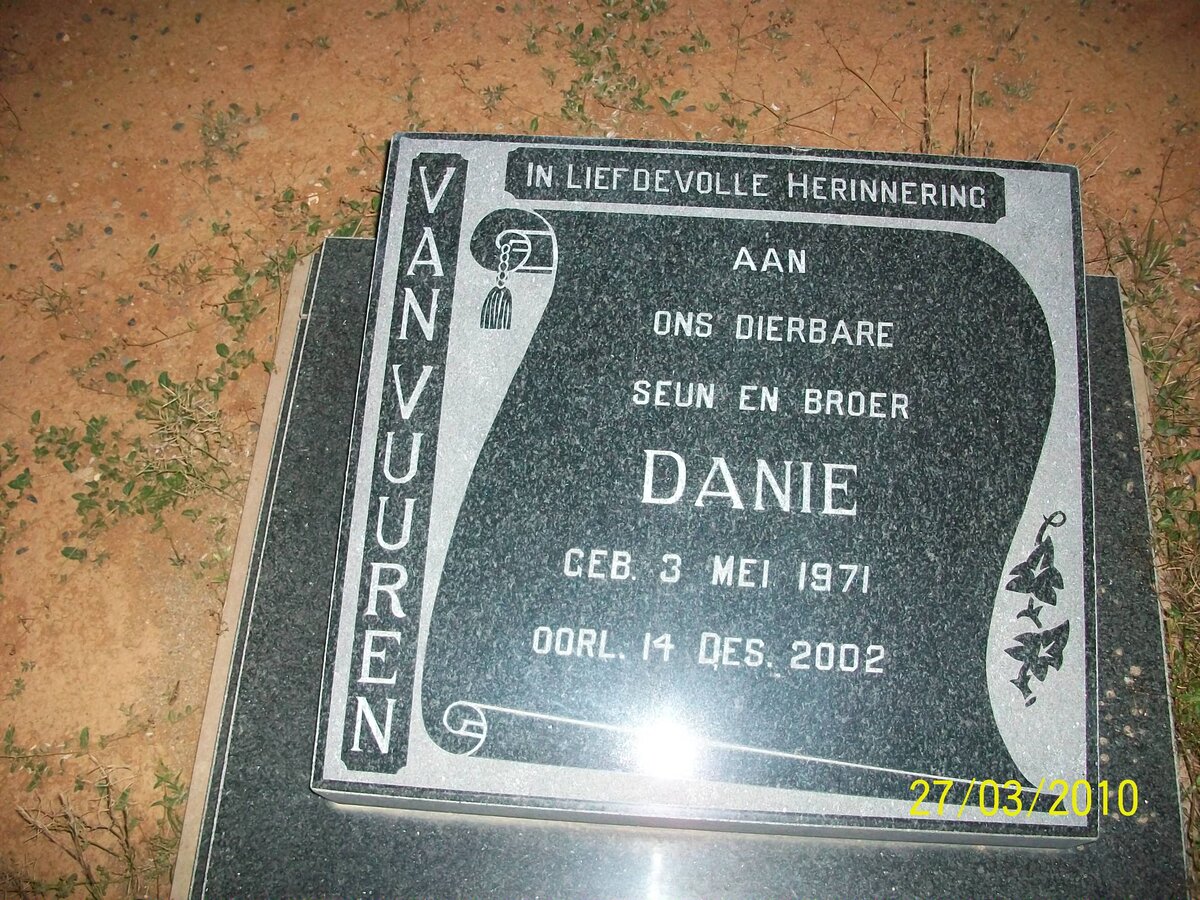 VAN VUUREN
IN LIEFDEVOLLE HERINNERING
AAN
ONS DIERBARE
SEUN EN BROER
DANIE
GEB. 3 MEI 1971
OORL. 14 DES. 2002
27/03/2010